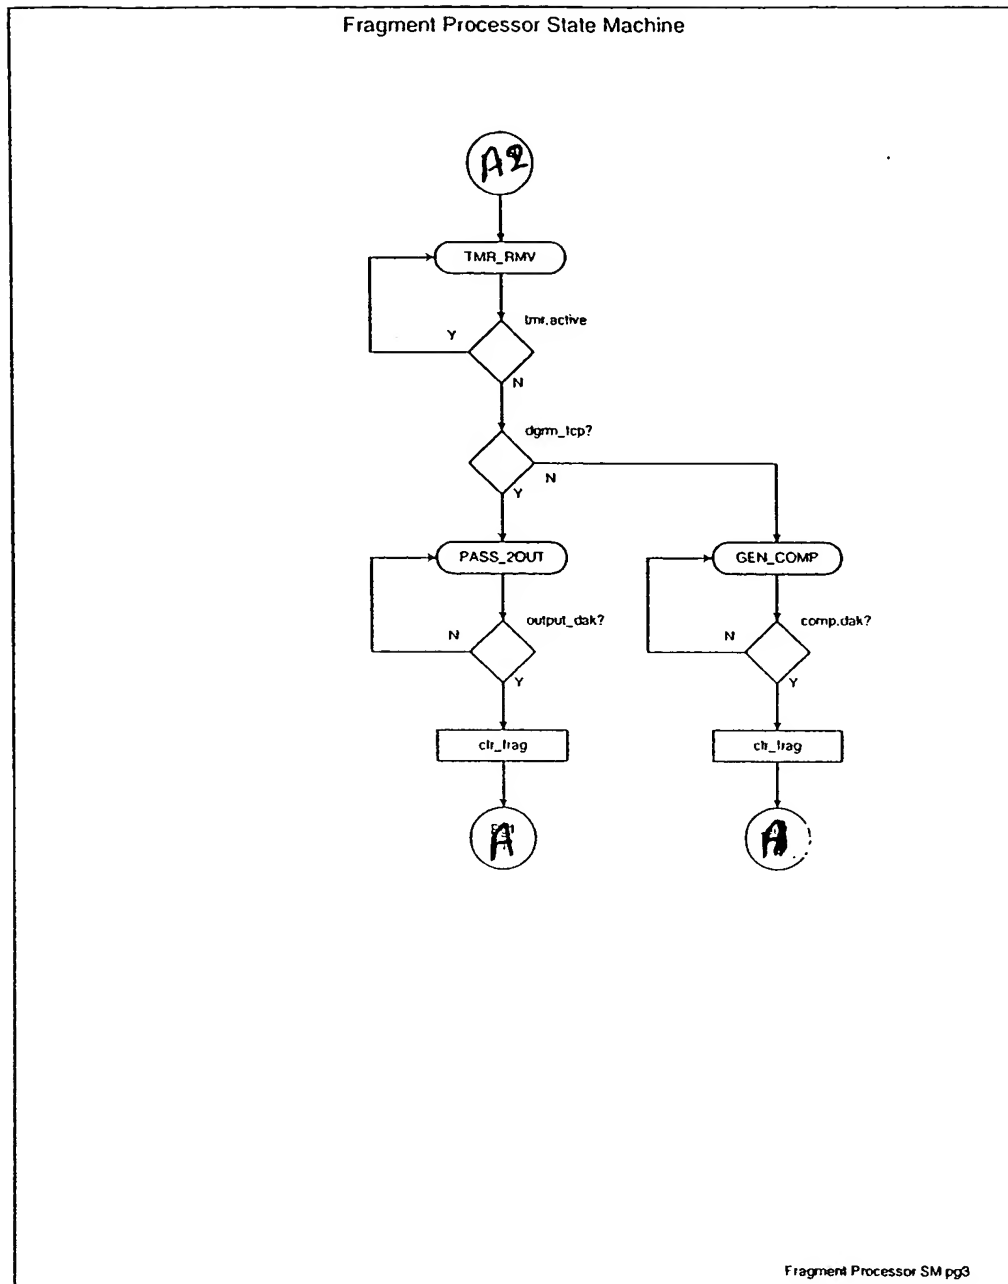 Fragment Processor State Machine
A2
TMR_RMV
tmr.active
Y
N
dgrm_tcp?
N
Y
PASS_2OUT
GEN_COMP
output_dak?
comp.dak?
N
N
Y
Y
clr_frag
clr_frag
A
A
Fragment Processor SM pg3